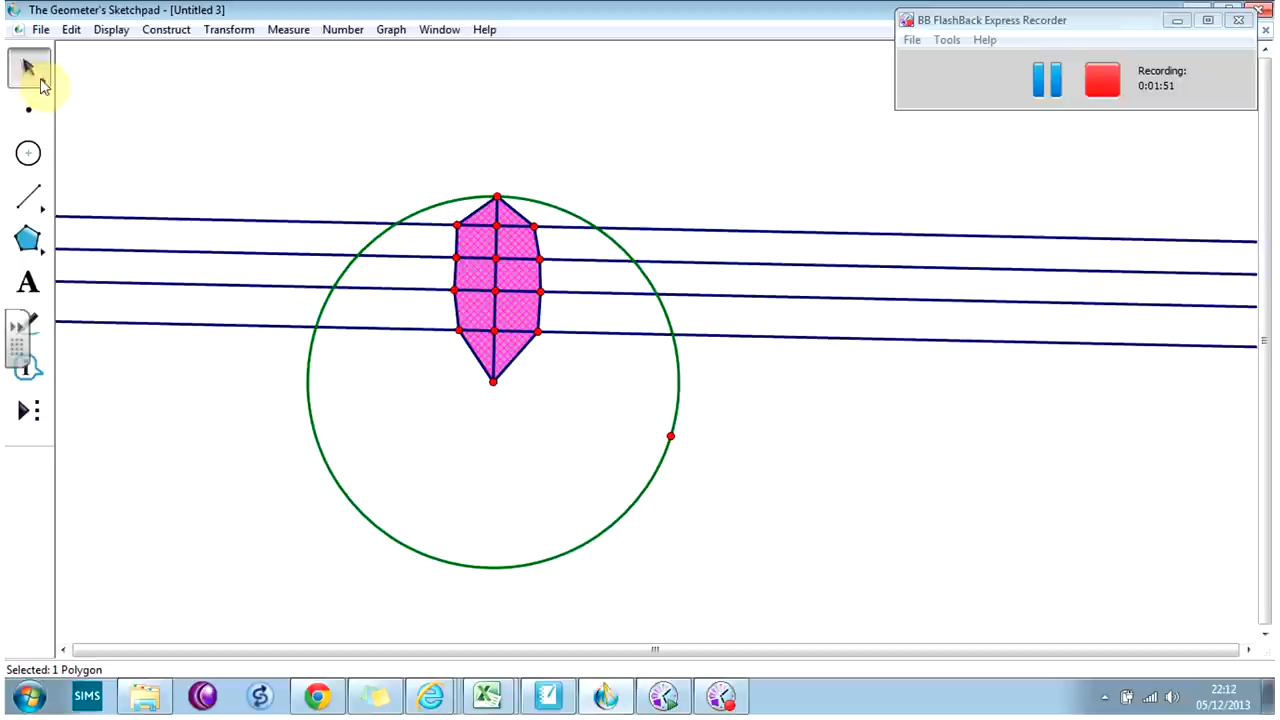 The Geometer's Sketchpad - [Untitled 3]
File Edit Display Construct Transform Measure Number Graph Window Help
BB FlashBack Express Recorder
File Tools Help
Recording:
0:01:51
A
Selected: 1 Polygon
SIMS
22:12
05/12/2013